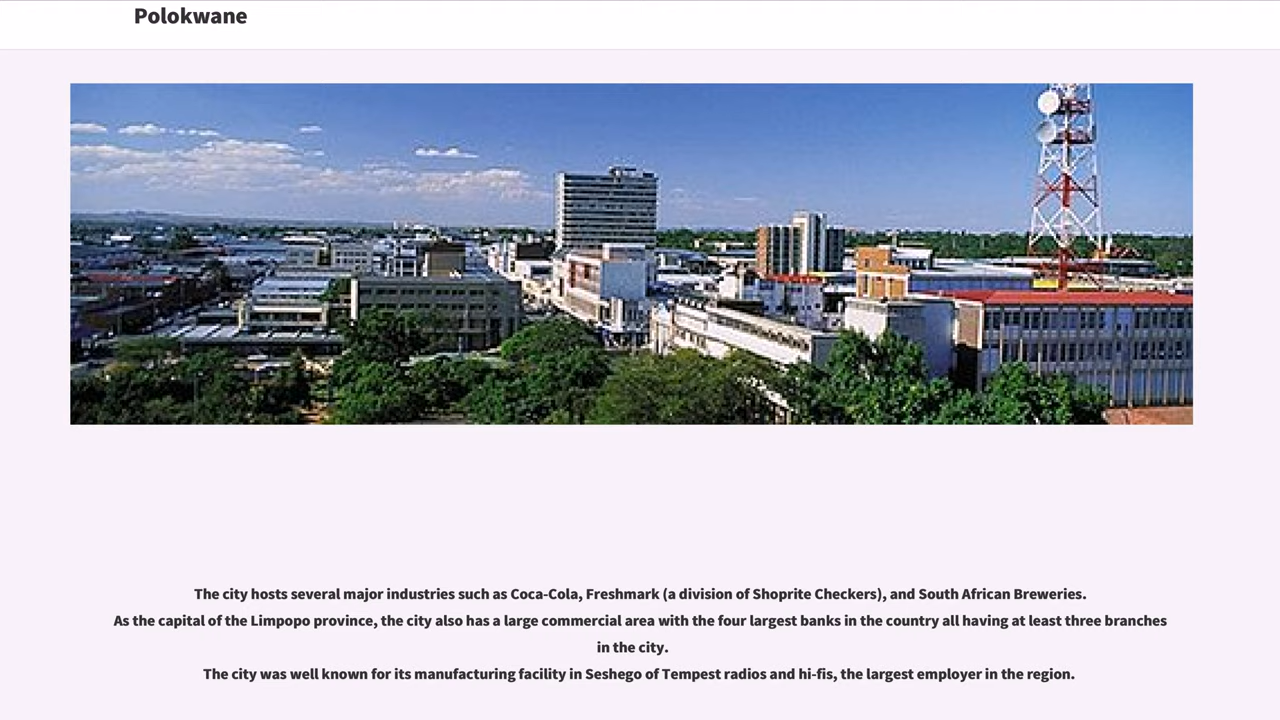 Polokwane
The city hosts several major industries such as Coca-Cola, Freshmark (a division of Shoprite Checkers), and South African Breweries.
As the capital of the Limpopo province, the city also has a large commercial area with the four largest banks in the country all having at least three branches
in the city.
The city was well known for its manufacturing facility in Seshego of Tempest radios and hi-fis, the largest employer in the region.